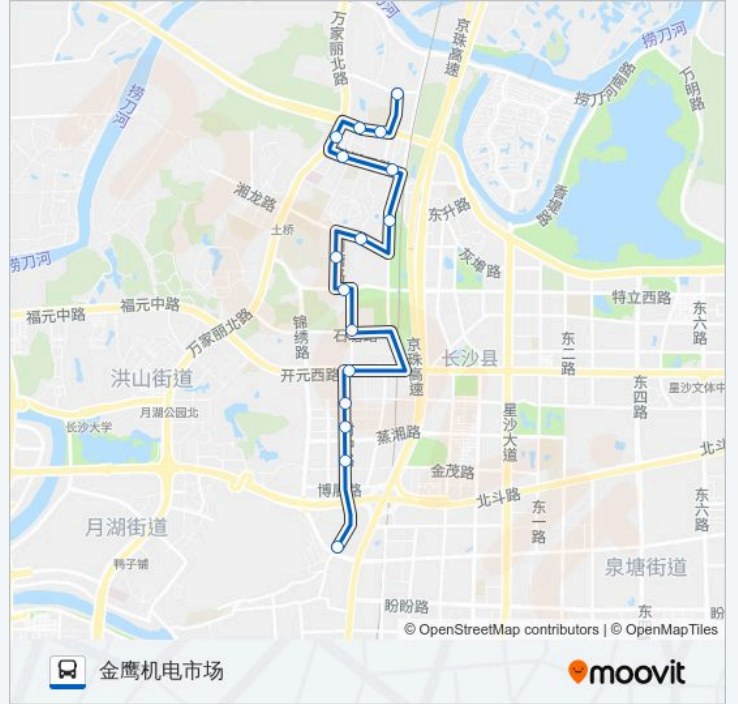 万家丽北路
京珠高速
捞刀河
捞刀河南路
万明路
捞刀河
湘龙路
东升路
香堤路
土桥
灰埠路
捞刀河
特立西路
福元中路
福元中路
东六路
万家丽北路
锦绣路
京珠高速
长沙县
东二路
洪山街道
开元西路
东四路
星沙文体中
月湖公园北
长沙大学
星沙大道
蒸湘路
北斗
金茂路
北斗路
东六路
月湖街道
东一路
鸭子铺
泉塘街道
盼盼路
东
盼
© OpenStreetMap contributors | © OpenMapTiles
金鹰机电市场
moovit